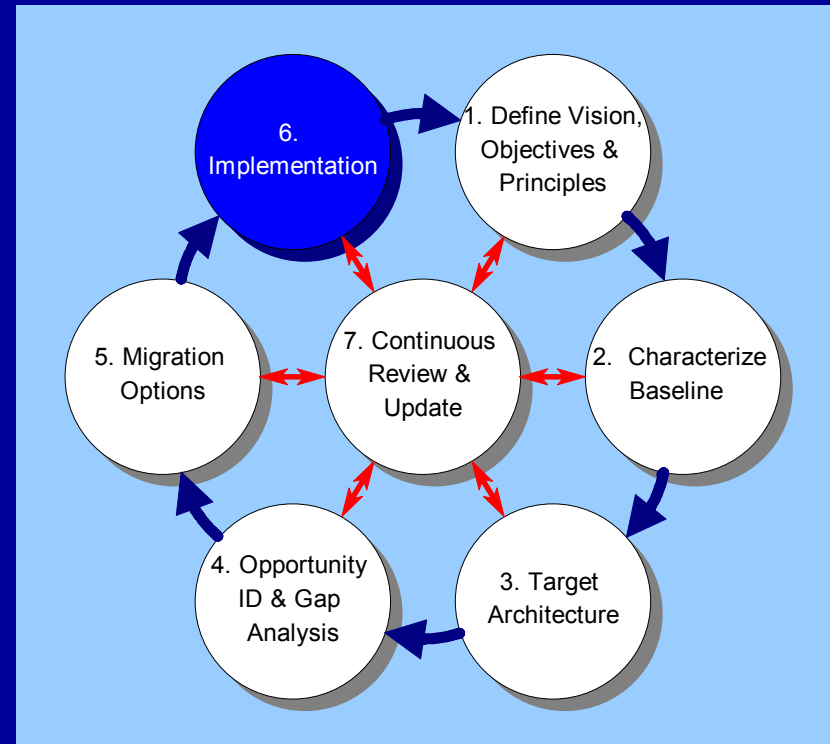 6.
Implementation
1. Define Vision,
Objectives &
Principles
2. Characterize
Baseline
3. Target
Architecture
4. Opportunity
ID & Gap
Analysis
5. Migration
Options
7. Continuous
Review &
Update